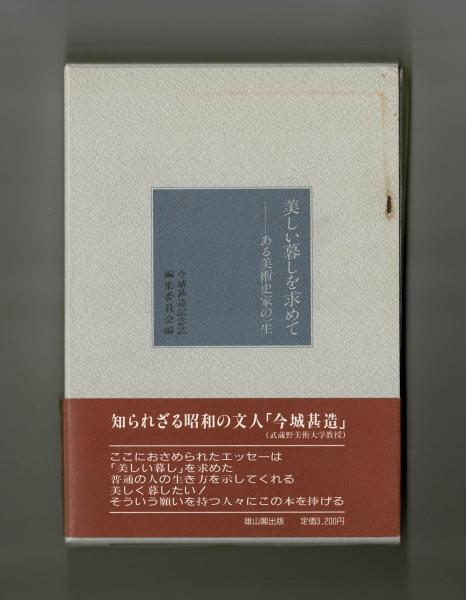 美しい暮しを求めて
――ある美術史家の一生
今城甚造記念誌
編集委員会編
知られざる昭和の文人「今城甚造」
(武蔵野美術大学教授)
ここにおさめられたエッセーは
「美しい暮し」を求めた
普通の人の生き方を示してくれる
美しく暮したい!
そういう願いを持つ人々にこの本を捧げる
雄山閣出版 定価3,200円